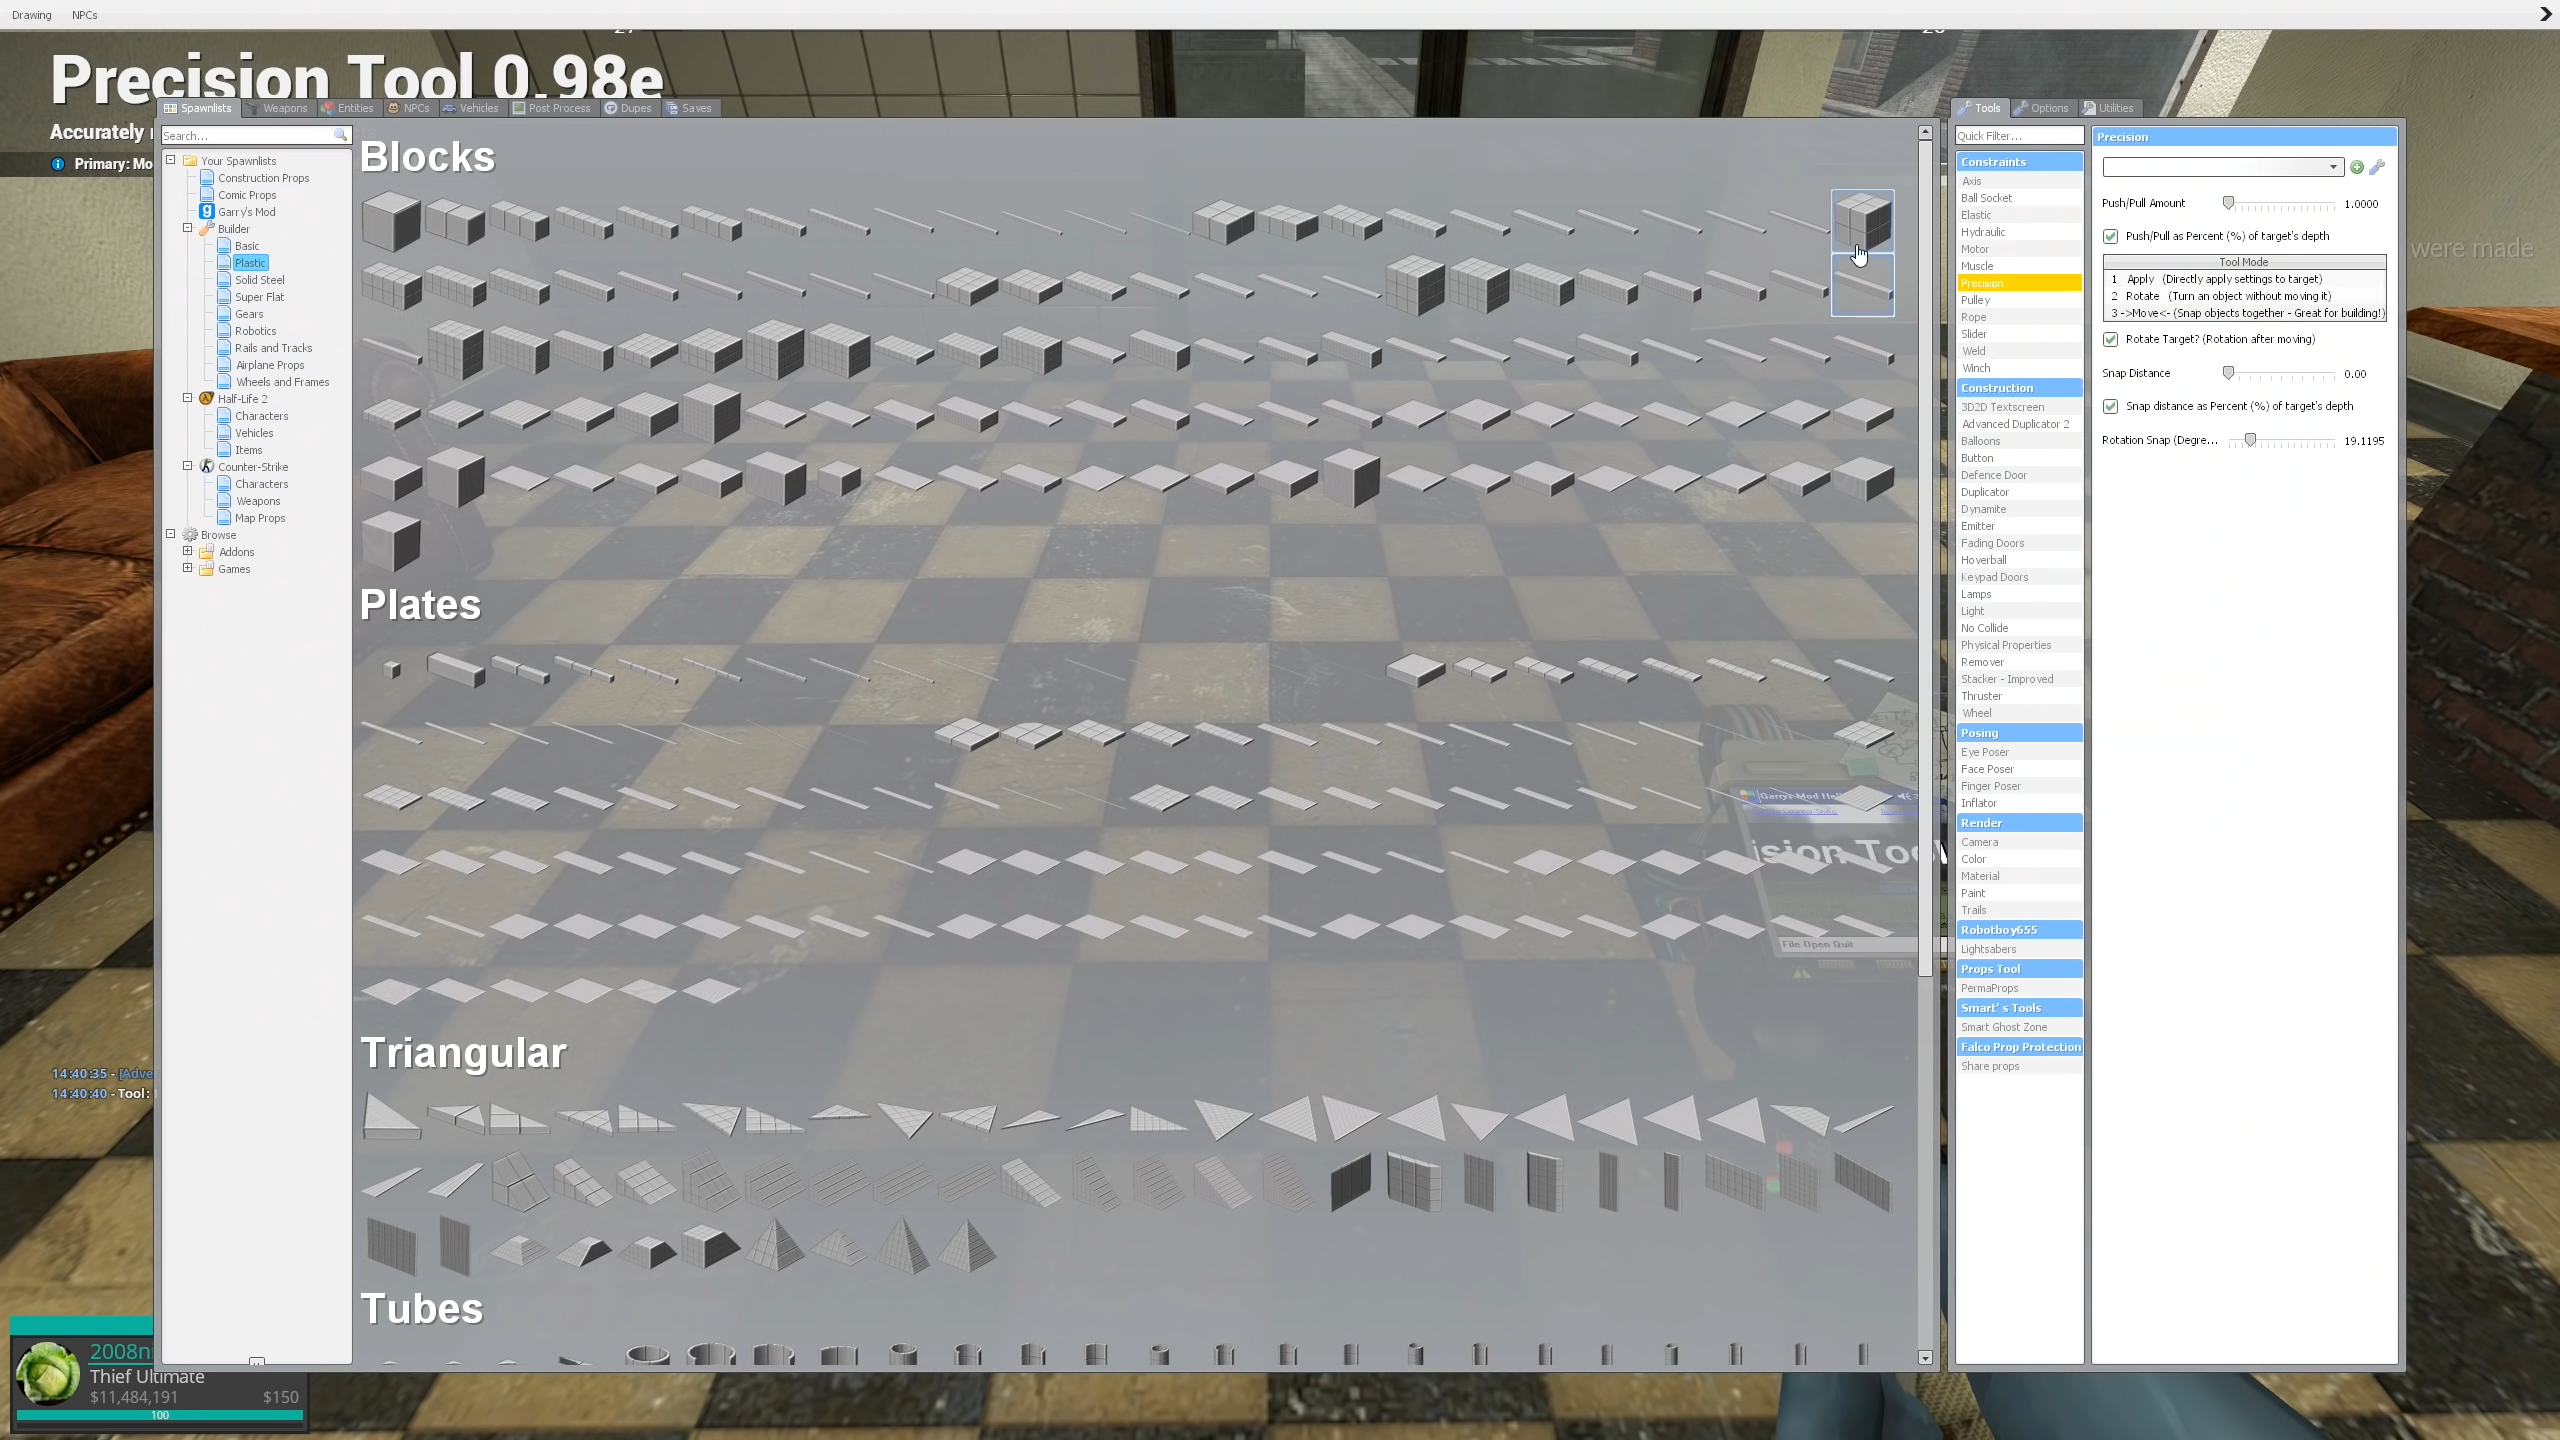 Drawing NPCs
Precision Tool 0.98e
Accurately
Primary: Mo
Spawnlists Weapons Entities NPCs Vehicles Post Process Dupes Saves
Search...
Your Spawnlists
Construction Props
Comic Props
Garry's Mod
Builder
Basic
Plastic
Solid Steel
Super Flat
Gears
Robotics
Rails and Tracks
Airplane Props
Wheels and Frames
Half-Life 2
Characters
Vehicles
Items
Counter-Strike
Characters
Weapons
Map Props
Browse
Addons
Games
Blocks
Plates
Triangular
Tubes
Tools Options Utilities
Quick Filter...
Constraints
Axis
Ball Socket
Elastic
Hydraulic
Motor
Muscle
Precision
Pulley
Rope
Slider
Weld
Winch
Construction
3D2D Textscreen
Advanced Duplicator 2
Balloons
Button
Defence Door
Duplicator
Dynamite
Emitter
Fading Doors
Hoverball
Keypad Doors
Lamps
Light
No Collide
Physical Properties
Remover
Stacker - Improved
Thruster
Wheel
Posing
Eye Poser
Face Poser
Finger Poser
Inflator
Render
Camera
Color
Material
Paint
Trails
Robotboy655
Lightsabers
Props Tool
PermaProps
Smart' s Tools
Smart Ghost Zone
Falco Prop Protection
Share props
Precision
Push/Pull Amount 1.0000
Push/Pull as Percent (%) of target's depth
Tool Mode
1 Apply (Directly apply settings to target)
2 Rotate (Turn an object without moving it)
3 ->Move<- (Snap objects together - Great for building!)
Rotate Target? (Rotation after moving)
Snap Distance 0.00
Snap distance as Percent (%) of target's depth
Rotation Snap (Degre... 19.1195
were made
ision Tool
File Open Quit
14:40:35 - [Adve
14:40:40 - Tool:
2008n
Thief Ultimate
$11,484,191 $150
100